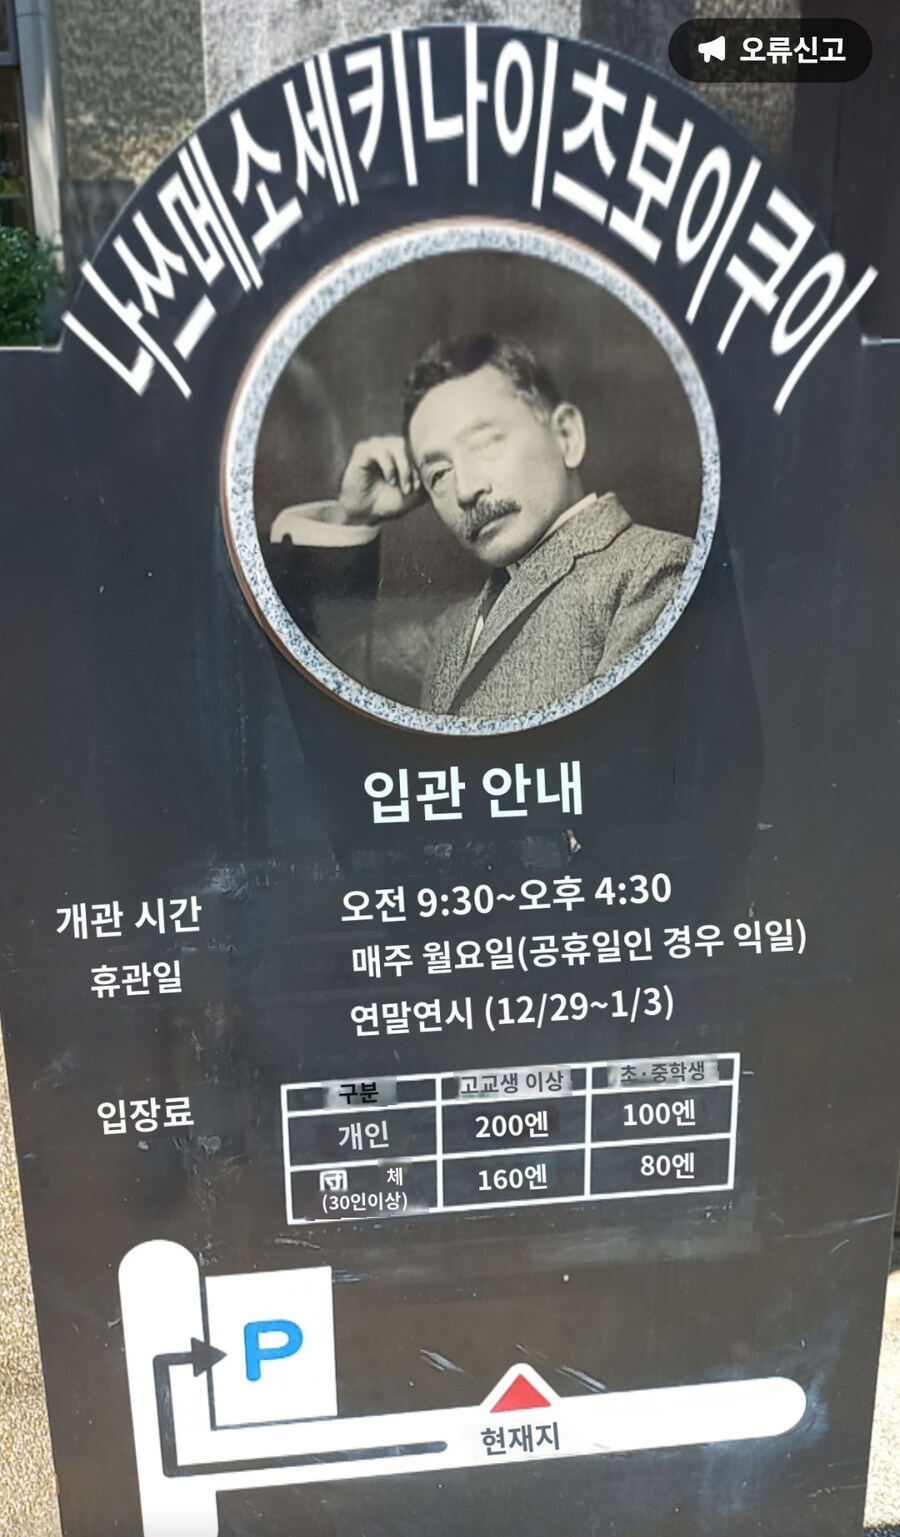 오류신고
나쓰메소세키나이츠보이쿠이
입관 안내
개관 시간 오전 9:30~오후 4:30
휴관일 매주 월요일(공휴일인 경우 익일)
연말연시 (12/29~1/3)
입장료
구분 고교생 이상 초·중학생
개인 200엔 100엔
団 체 160엔 80엔
(30인이상)
P
현재지